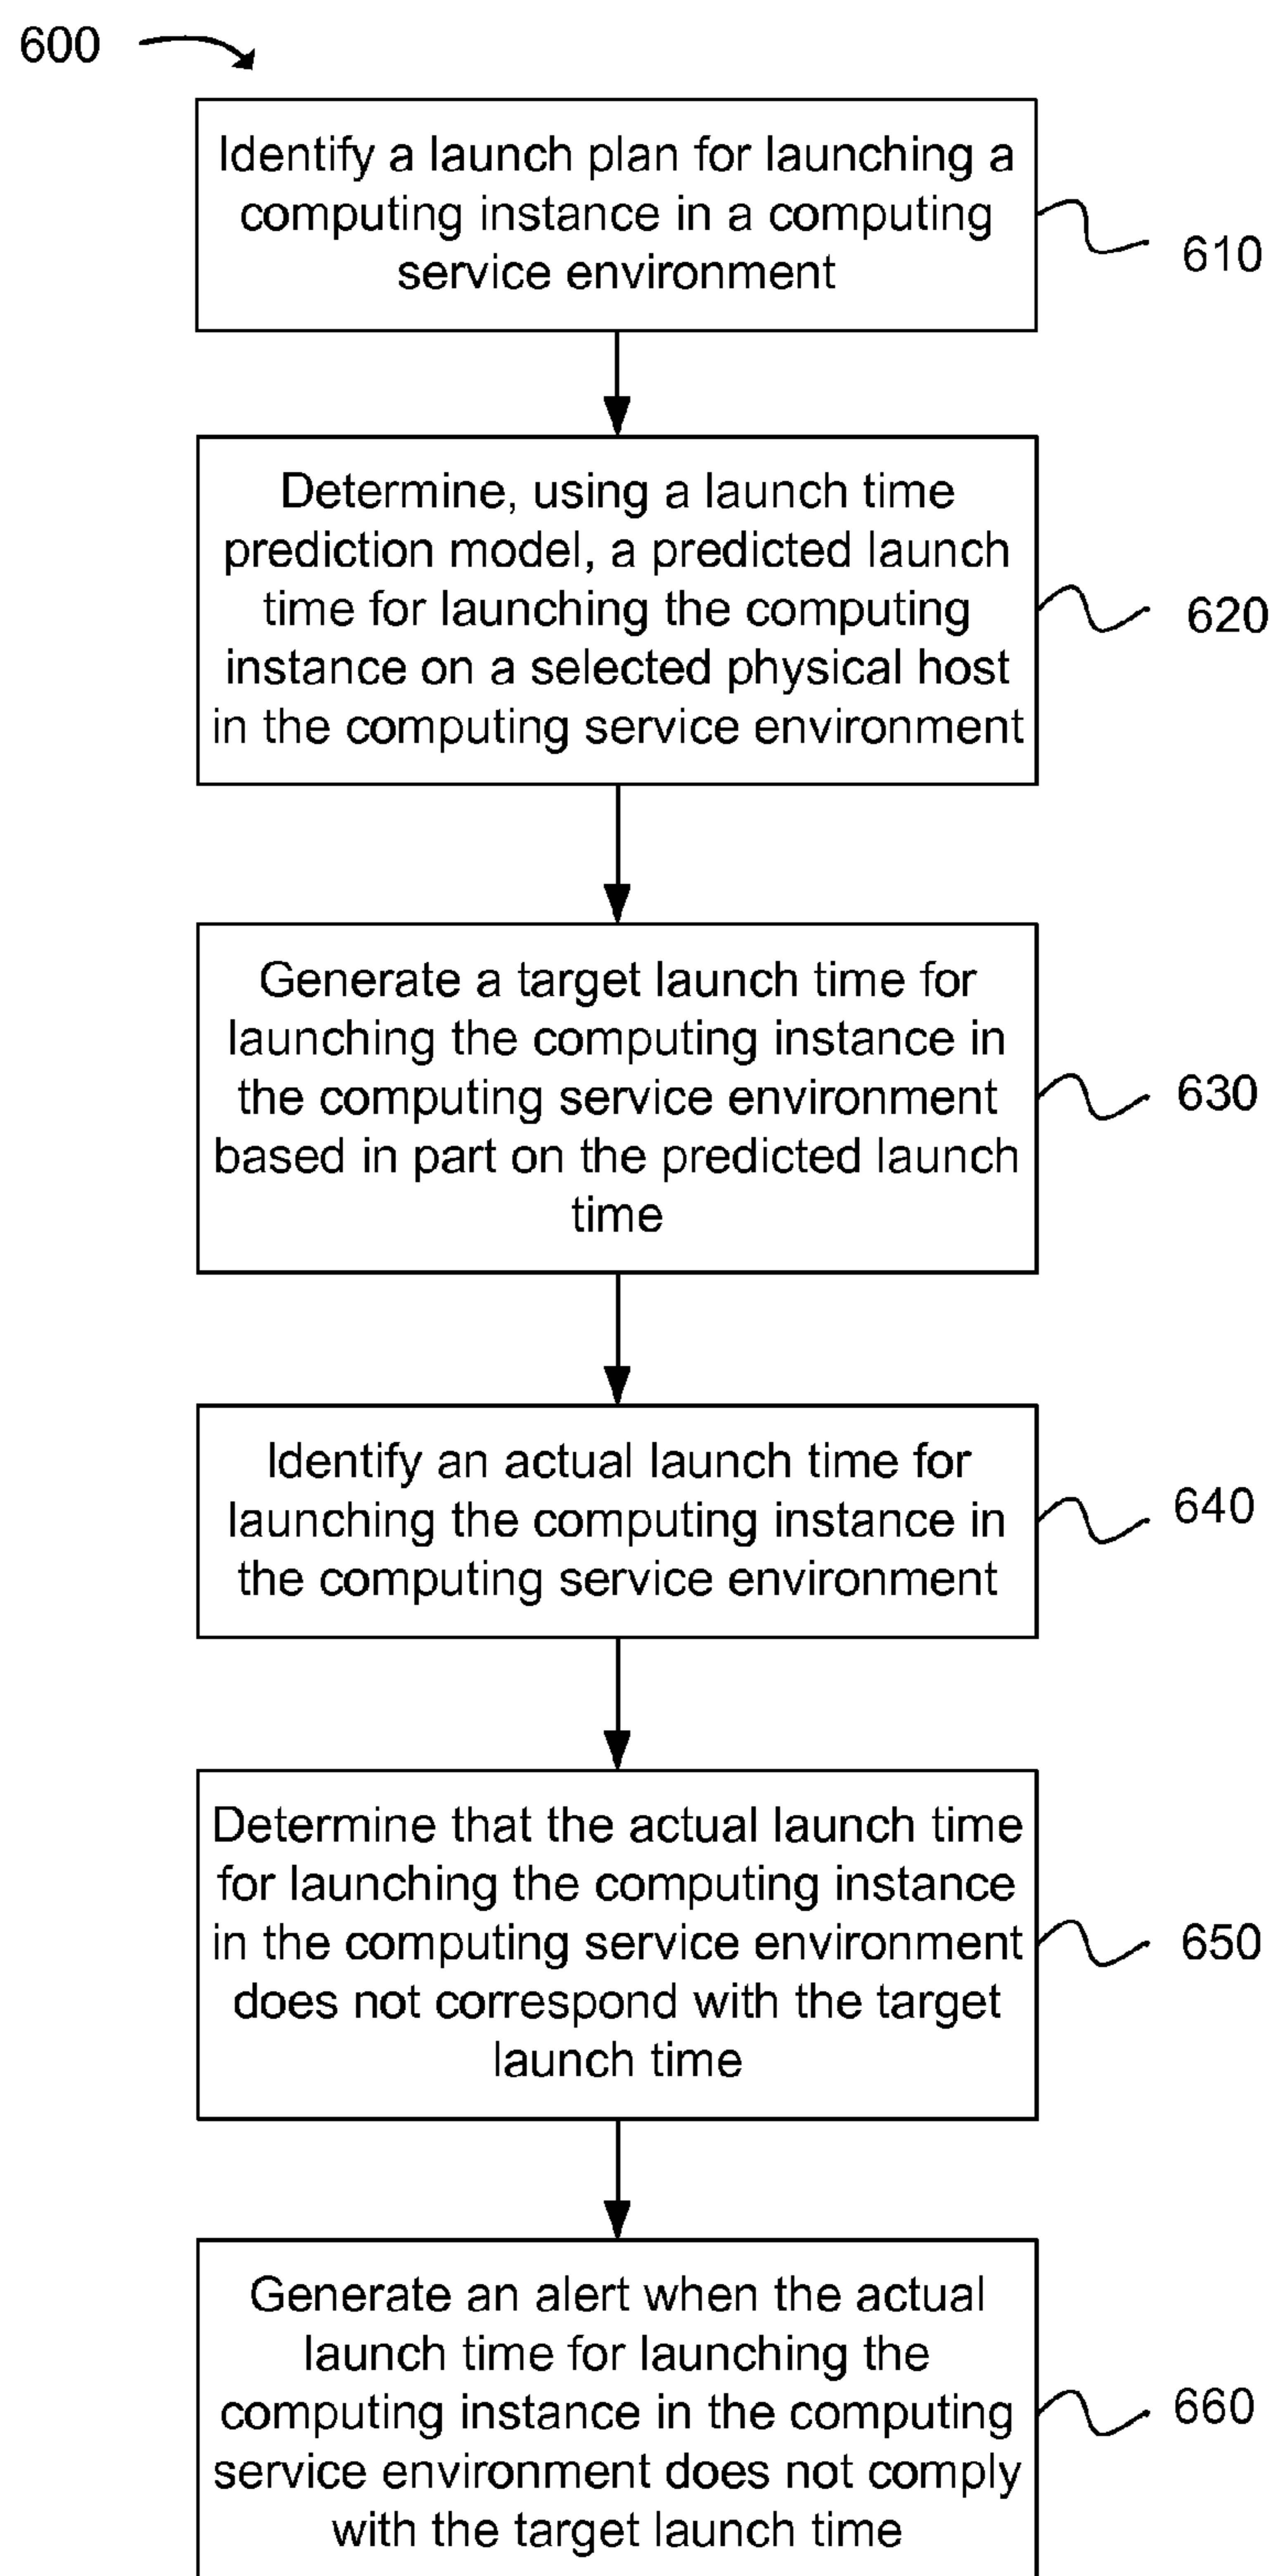 600
Identify a launch plan for launching a
computing instance in a computing
service environment
610
Determine, using a launch time
prediction model, a predicted launch
time for launching the computing
instance on a selected physical host
in the computing service environment
620
Generate a target launch time for
launching the computing instance in
the computing service environment
based in part on the predicted launch
time
630
Identify an actual launch time for
launching the computing instance in
the computing service environment
640
Determine that the actual launch time
for launching the computing instance
in the computing service environment
does not correspond with the target
launch time
650
Generate an alert when the actual
launch time for launching the
computing instance in the computing
service environment does not comply
with the target launch time
660